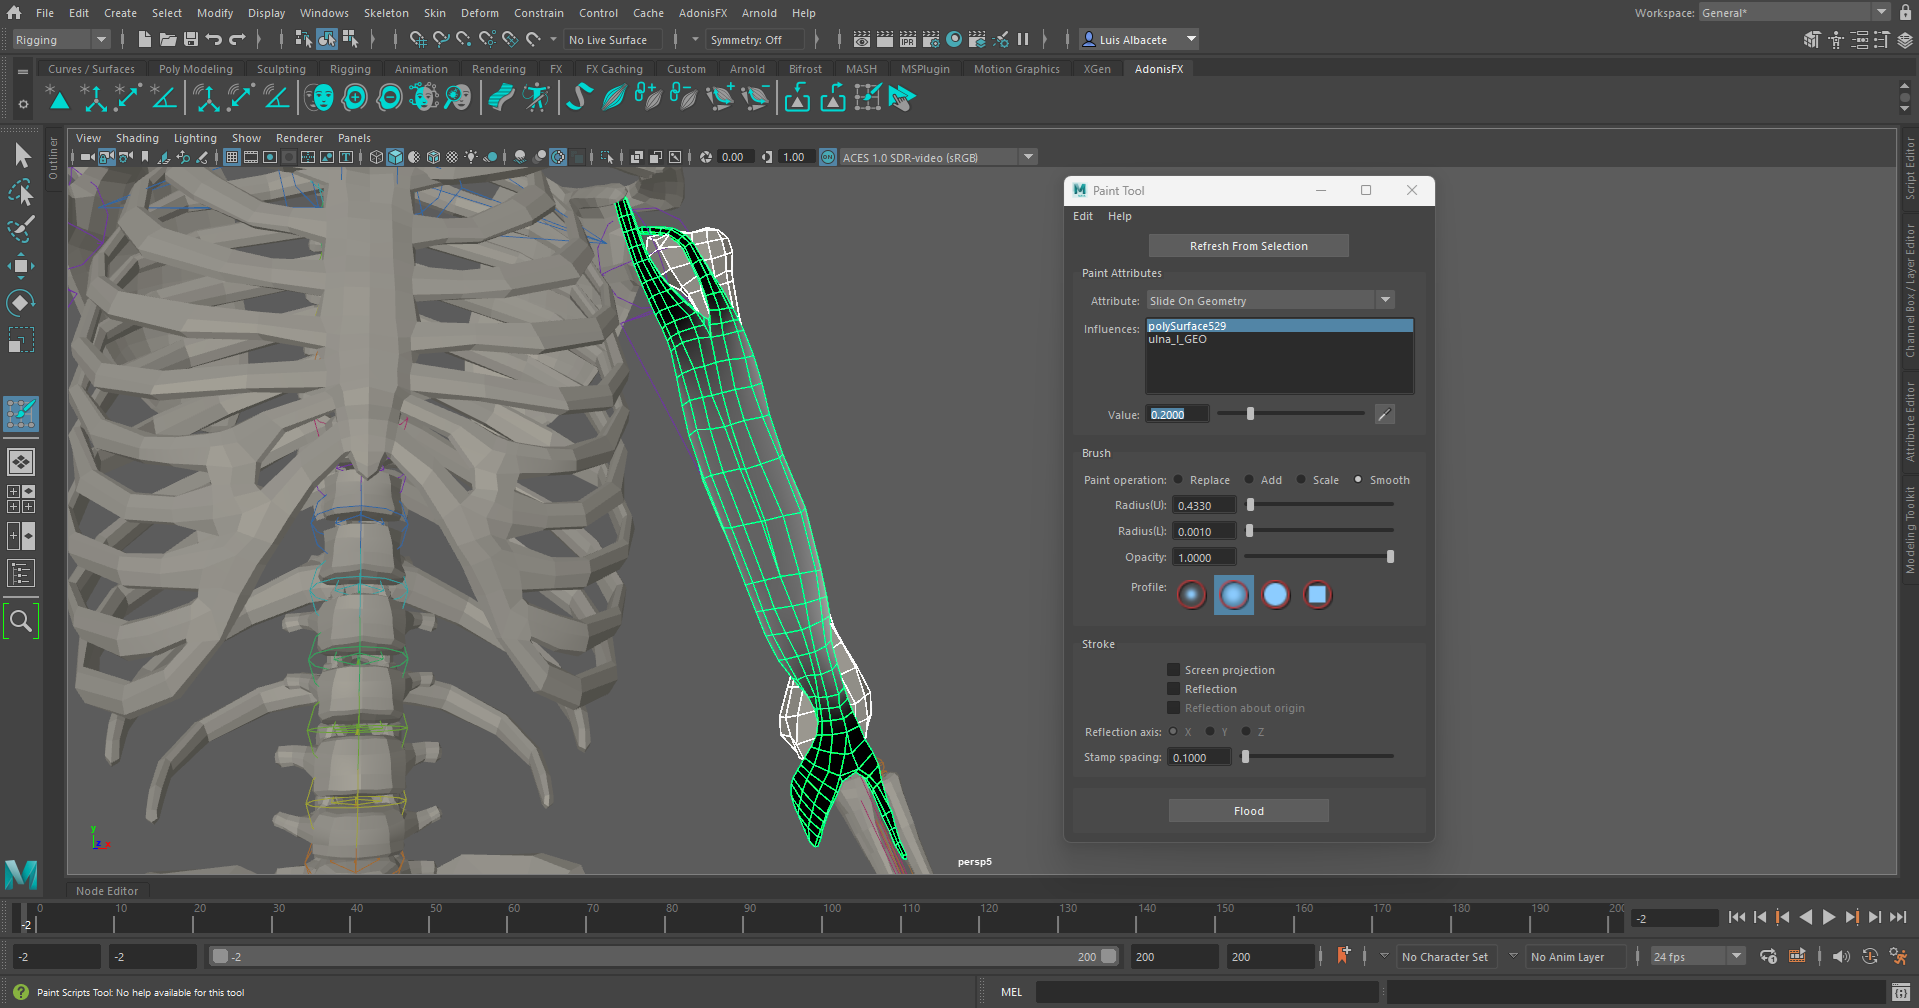 File Edit Create Select Modify Display Windows Skeleton Skin Deform Constrain Control Cache AdonisFX Arnold Help Workspace: General*
Rigging No Live Surface Symmetry: Off IPR Luis Albacete
Curves / Surfaces Poly Modeling Sculpting Rigging Animation Rendering FX FX Caching Custom Arnold Bifrost MASH MSPlugin Motion Graphics XGen AdonisFX
View Shading Lighting Show Renderer Panels
0.00 1.00 ON ACES 1.0 SDR-video (sRGB)
Outliner
Script Editor
Channel Box / Layer Editor
Attribute Editor
Modeling Toolkit
M Paint Tool
Edit Help
Refresh From Selection
Paint Attributes
Attribute: Slide On Geometry
Influences: polySurface529
ulna_l_GEO
Value: 0.2000
Brush
Paint operation: Replace Add Scale Smooth
Radius(U): 0.4330
Radius(L): 0.0010
Opacity: 1.0000
Profile:
Stroke
Screen projection
Reflection
Reflection about origin
Reflection axis: X Y Z
Stamp spacing: 0.1000
Flood
y
z x
persp5
M
Node Editor
0 10 20 30 40 50 60 70 80 90 100 110 120 130 140 150 160 170 180 190 200
-2 -2
-2 -2 -2 200 200 200 No Character Set No Anim Layer 24 fps
? Paint Scripts Tool: No help available for this tool MEL